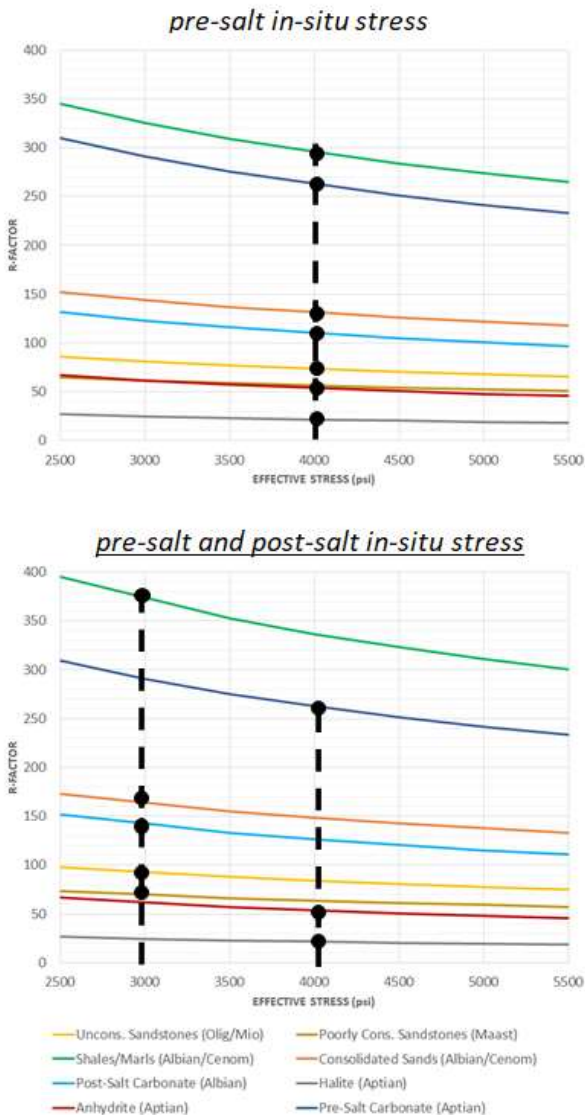 pre-salt in-situ stress
400
350
300
250
200
150
100
50
0
R-FACTOR
2500 3000 3500 4000 4500 5000 5500
EFFECTIVE STRESS (psi)
pre-salt and post-salt in-situ stress
400
350
300
250
200
150
100
50
0
R-FACTOR
2500 3000 3500 4000 4500 5000 5500
EFFECTIVE STRESS (psi)
Uncons. Sandstones (Olig/Mio) Poorly Cons. Sandstones (Maast)
Shales/Marls (Albian/Cenom) Consolidated Sands (Albian/Cenom)
Post-Salt Carbonate (Albian) Halite (Aptian)
Anhydrite (Aptian) Pre-Salt Carbonate (Aptian)